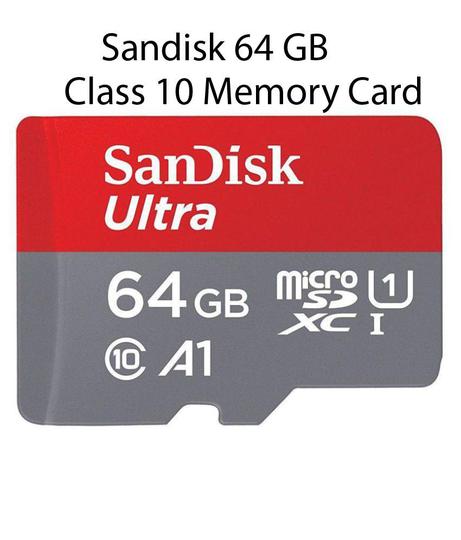 Sandisk 64 GB
Class 10 Memory Card
SanDisk
Ultra
64 GB
micro SD XC I U1
10 A1